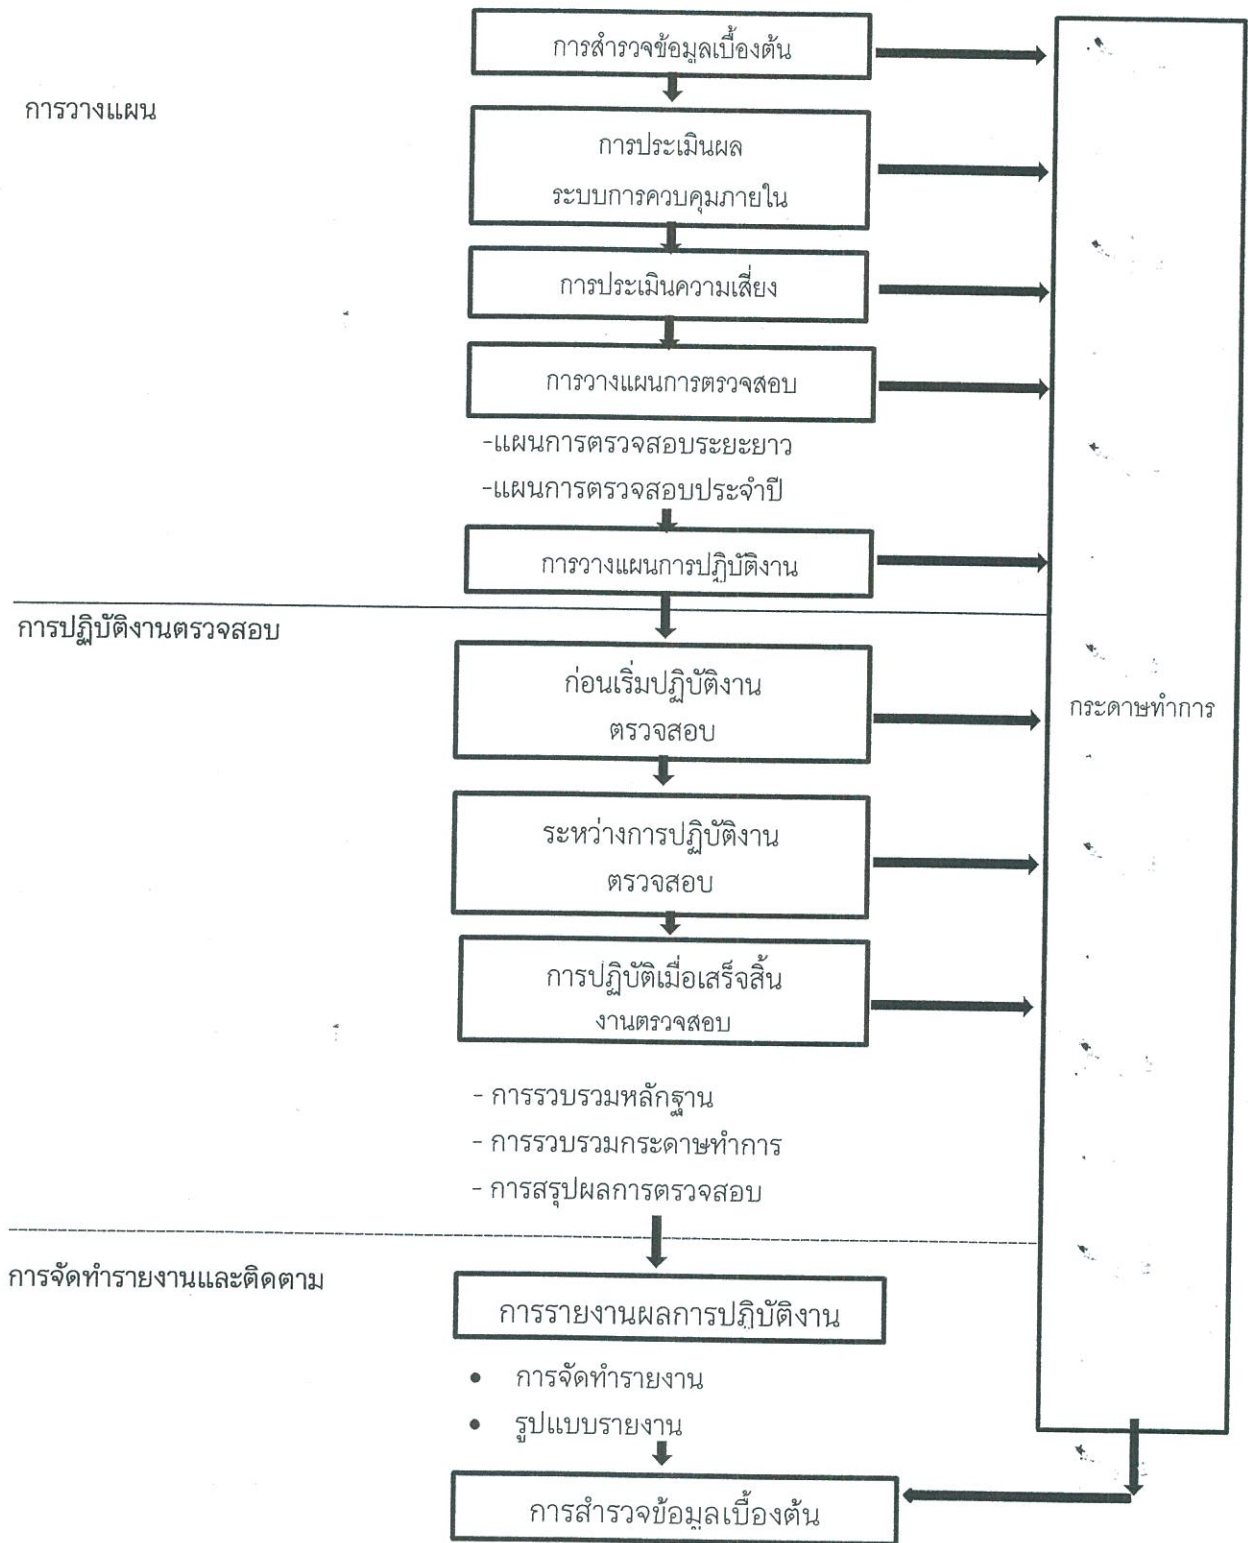 การสำรวจข้อมูลเบื้องต้น
การวางแผน
การประเมินผล
ระบบการควบคุมภายใน
การประเมินความเสี่ยง
การวางแผนการตรวจสอบ
-แผนการตรวจสอบระยะยาว
-แผนการตรวจสอบประจำปี
การวางแผนการปฏิบัติงาน
การปฏิบัติงานตรวจสอบ
ก่อนเริ่มปฏิบัติงาน
ตรวจสอบ
กระดาษทำการ
ระหว่างการปฏิบัติงาน
ตรวจสอบ
การปฏิบัติเมื่อเสร็จสิ้น
งานตรวจสอบ
- การรวบรวมหลักฐาน
- การรวบรวมกระดาษทำการ
- การสรุปผลการตรวจสอบ
การจัดทำรายงานและติดตาม
การรายงานผลการปฏิบัติงาน
• การจัดทำรายงาน
• รูปแบบรายงาน
การสำรวจข้อมูลเบื้องต้น